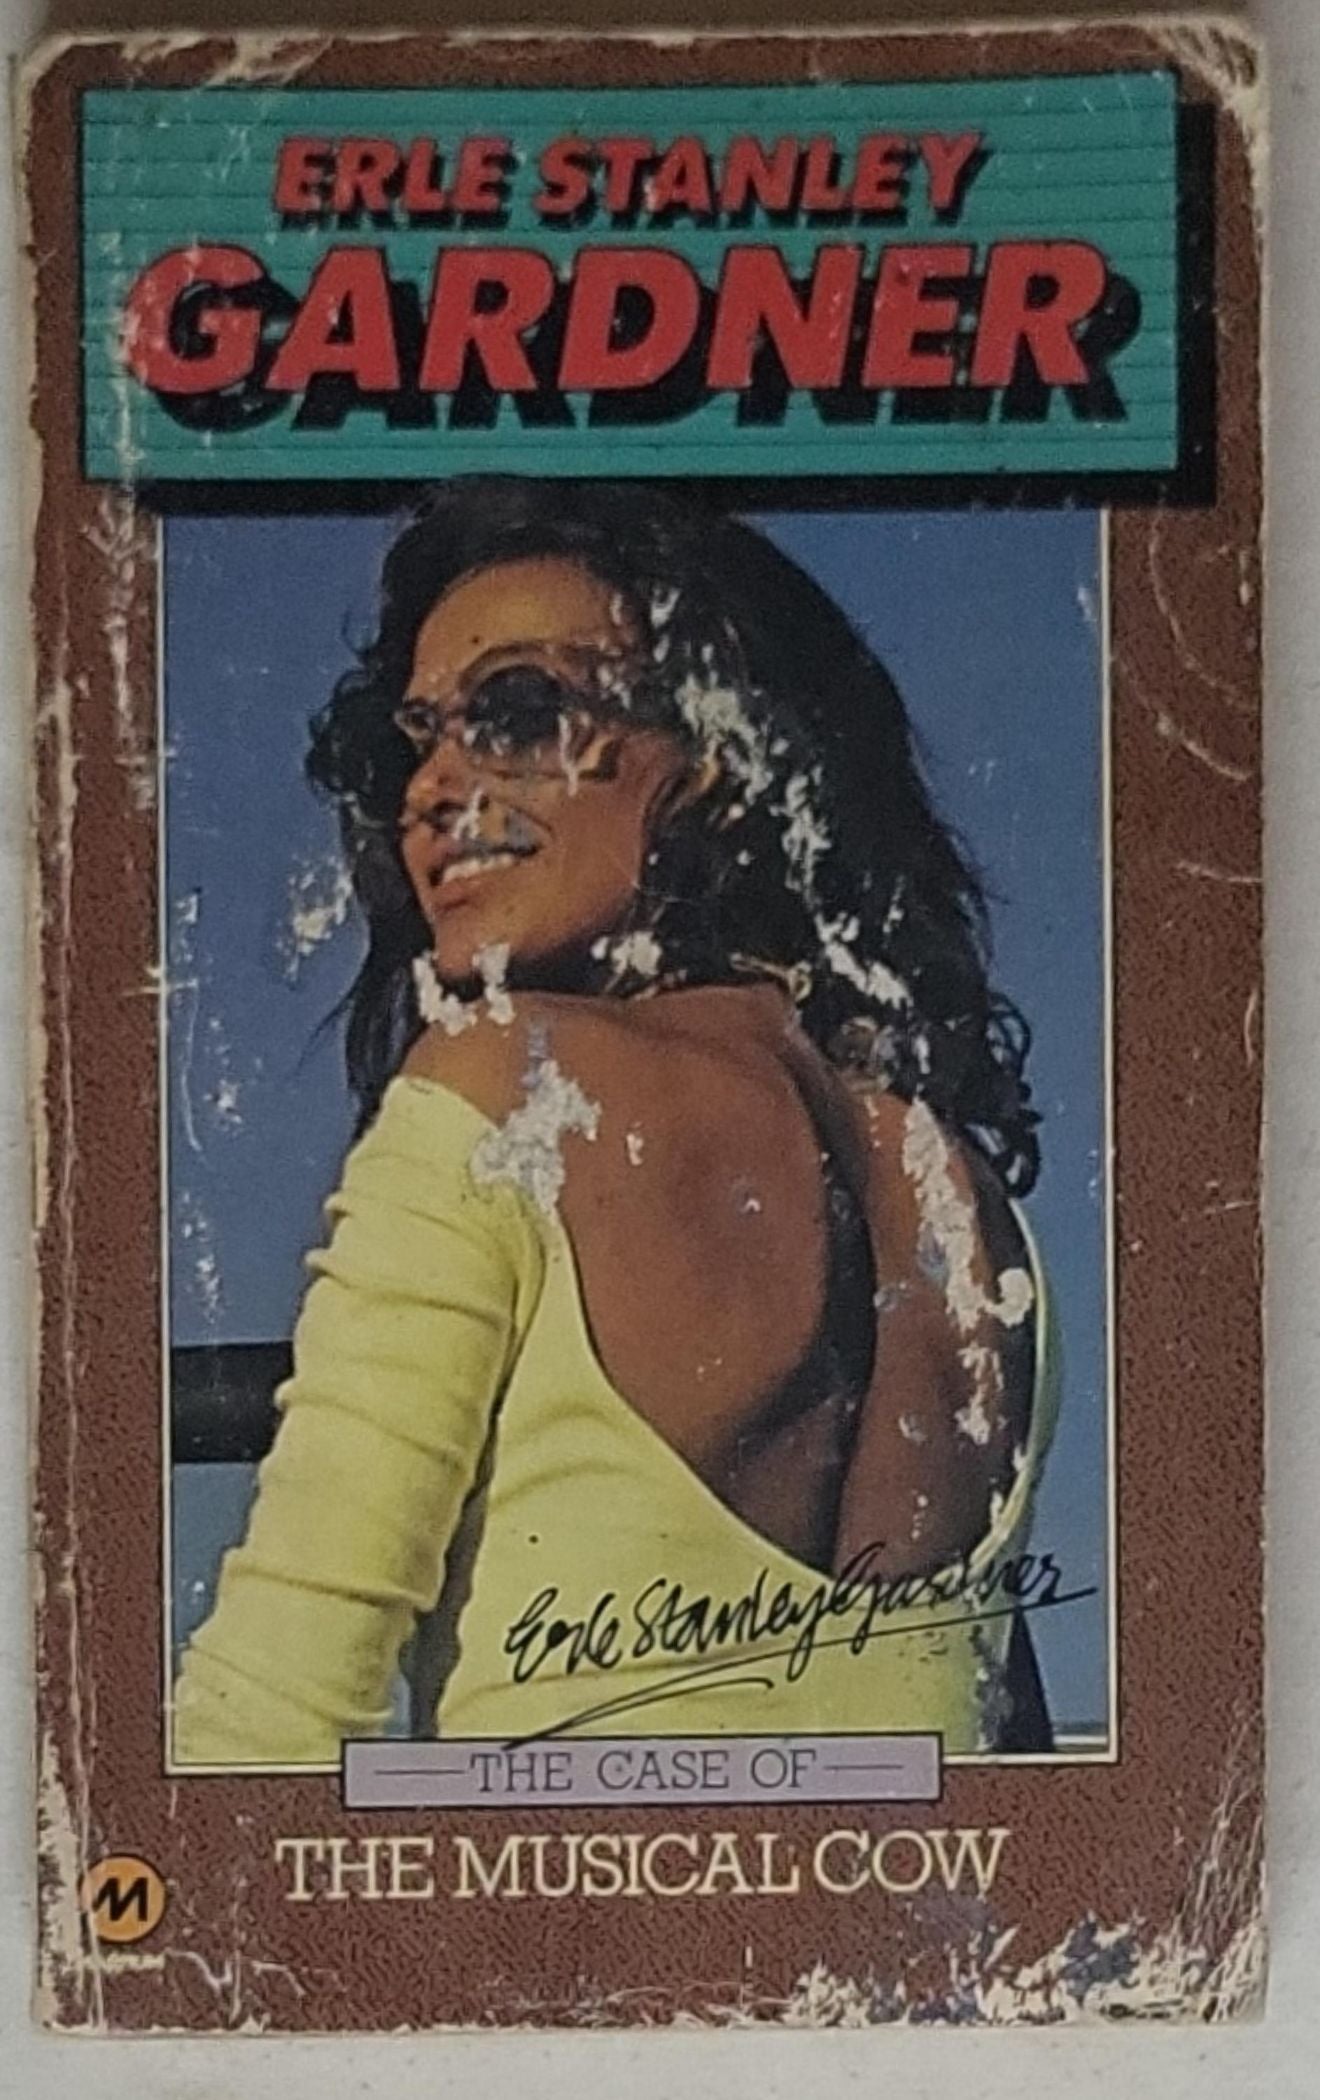 ERLE STANLEY
GARDNER
Erle Stanley Gardner
THE CASE OF
THE MUSICAL COW
M